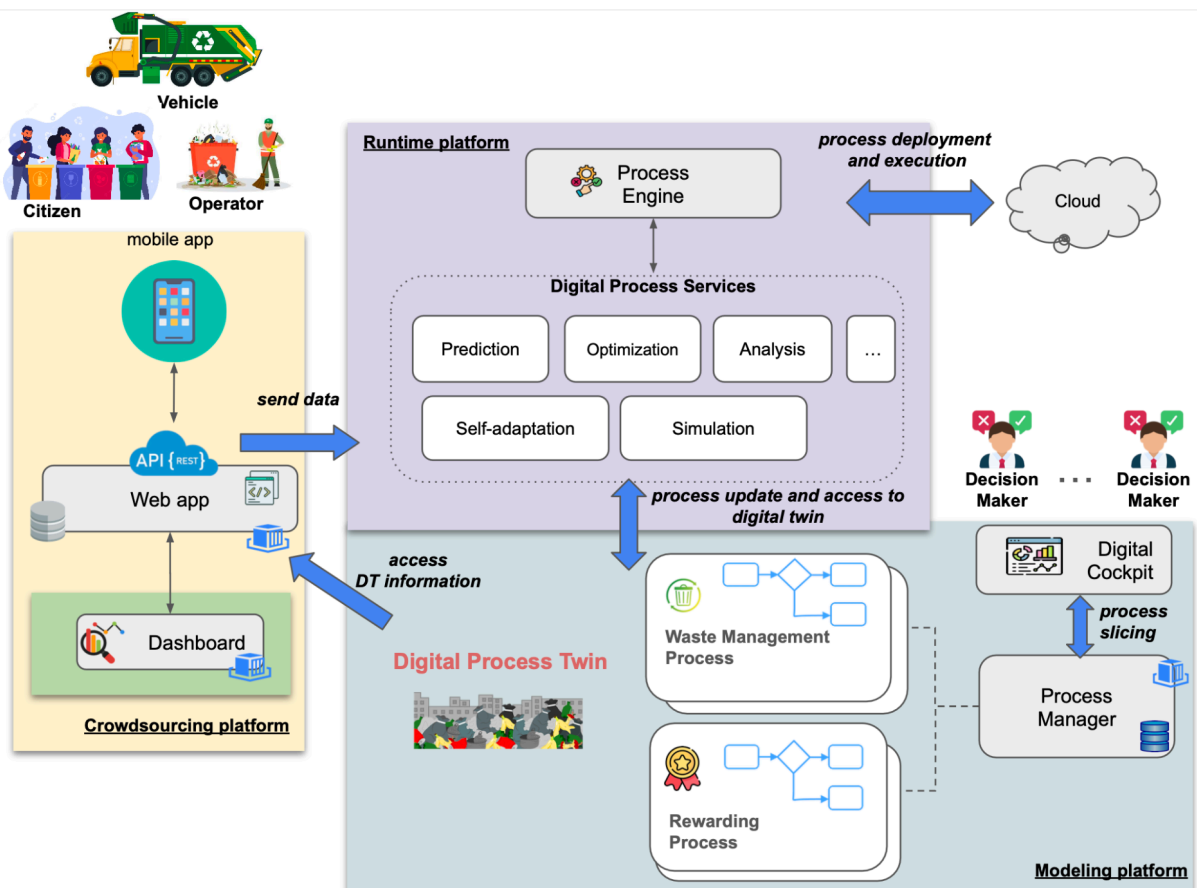 Vehicle
Citizen
Operator
mobile app
API {REST}
Web app
Dashboard
Crowdsourcing platform
send data
access
DT information
Runtime platform
Process
Engine
Digital Process Services
Prediction
Optimization
Analysis
...
Self-adaptation
Simulation
process deployment
and execution
Cloud
process update and access to
digital twin
Decision
Maker
...
Decision
Maker
Digital
Cockpit
process
slicing
Process
Manager
Waste Management
Process
Digital Process Twin
Rewarding
Process
Modeling platform